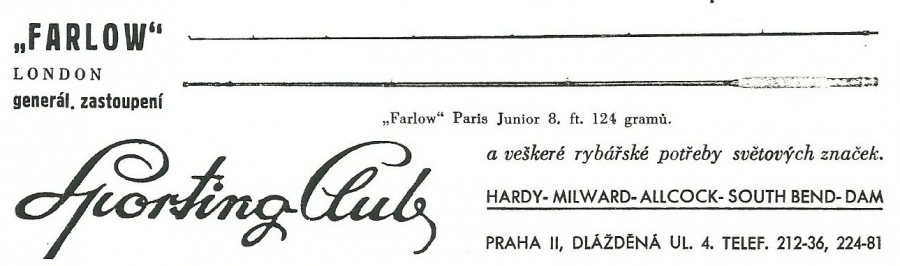 „FARLOW“
LONDON
generál. zastoupení
„Farlow“ Paris Junior 8. ft. 124 gramů.
Sporting Club
a veškeré rybářské potřeby světových značek.
HARDY- MILWARD- ALLCOCK- SOUTH BEND- DAM
PRAHA II, DLÁŽDĚNÁ UL. 4. TELEF. 212-36, 224-81